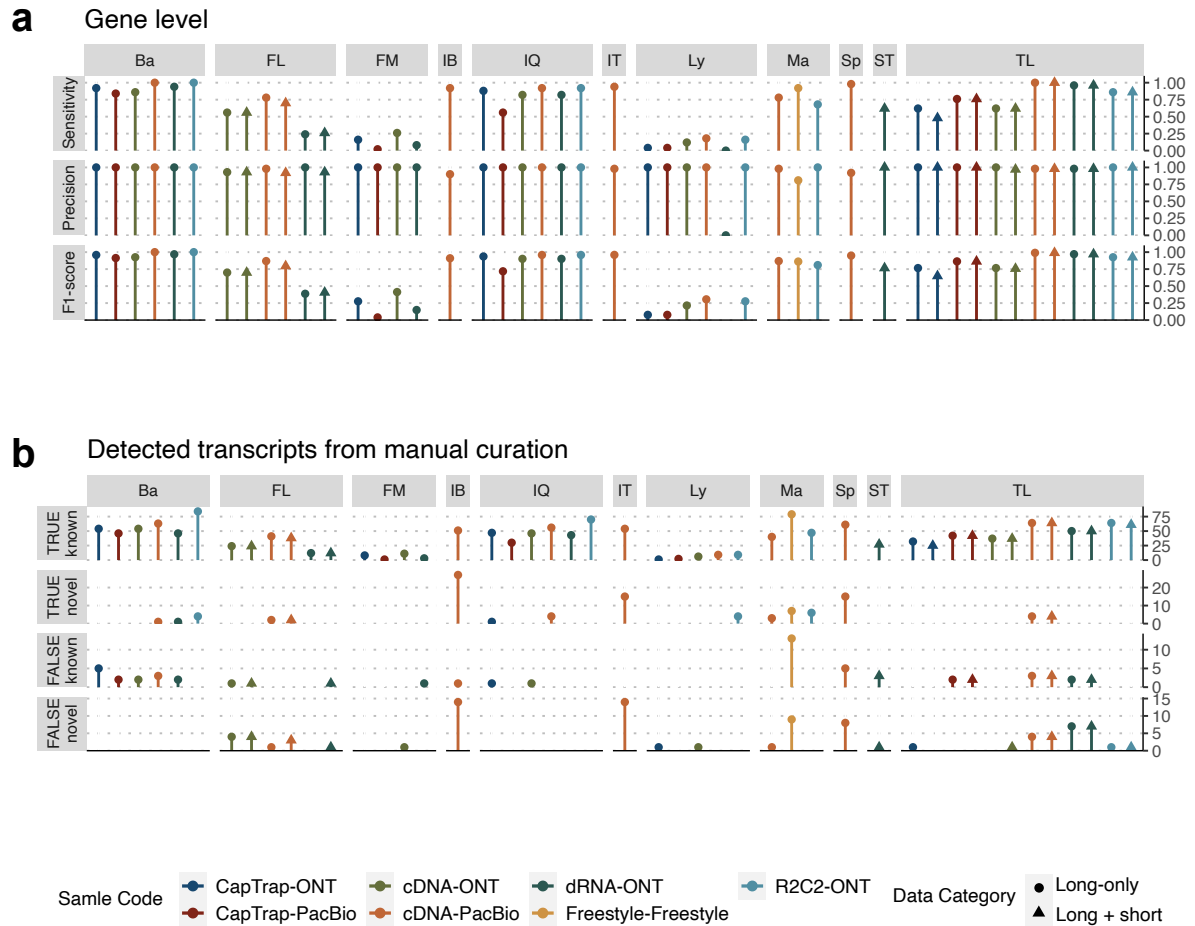 a Gene level
Ba FL FM IB IQ IT Ly Ma Sp ST TL
Sensitivity
1.00
0.75
0.50
0.25
0.00
Precision
1.00
0.75
0.50
0.25
0.00
F1-score
1.00
0.75
0.50
0.25
0.00
b Detected transcripts from manual curation
Ba FL FM IB IQ IT Ly Ma Sp ST TL
TRUE
known
75
50
25
0
TRUE
novel
20
10
0
FALSE
known
10
5
0
FALSE
novel
15
10
5
0
Samle Code
CapTrap-ONT cDNA-ONT dRNA-ONT R2C2-ONT
CapTrap-PacBio cDNA-PacBio Freestyle-Freestyle
Data Category
Long-only
Long + short